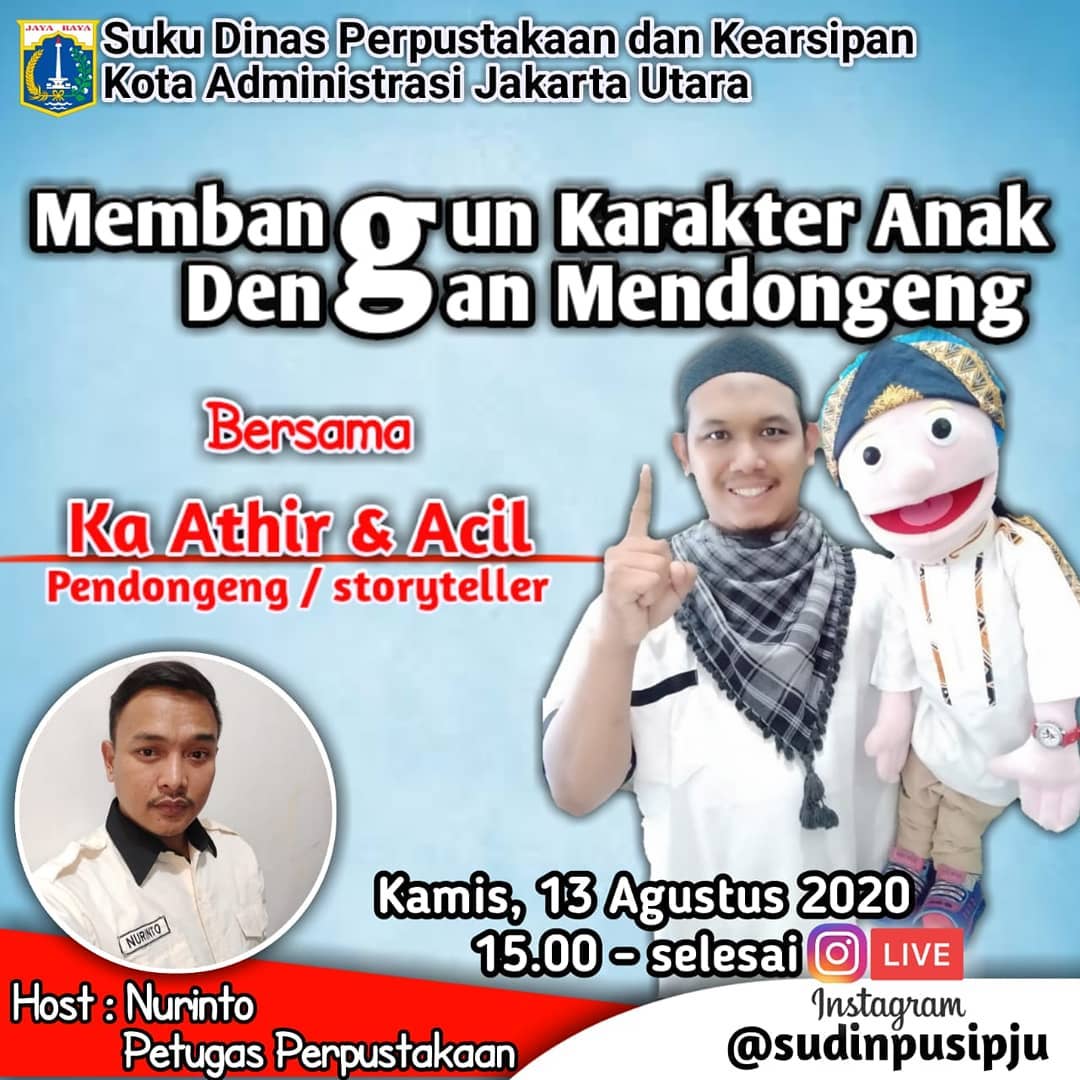 JAYA RAYA
Suku Dinas Perpustakaan dan Kearsipan
Kota Administrasi Jakarta Utara
Membangun Karakter Anak
Dengan Mendongeng
Bersama
Ka Athir & Acil
Pendongeng / storyteller
NURINTO
Kamis, 13 Agustus 2020
15.00 - selesai LIVE
Instagram
@sudinpusipju
Host : Nurinto
Petugas Perpustakaan